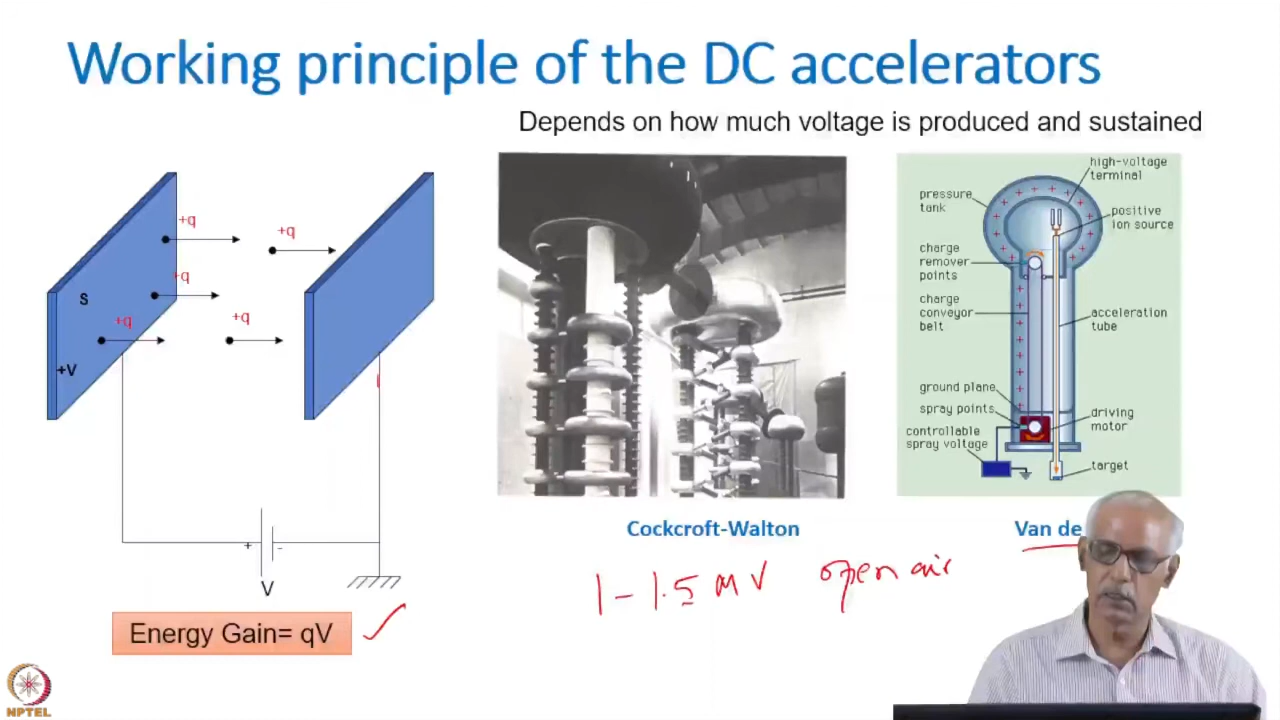 Working principle of the DC accelerators
Depends on how much voltage is produced and sustained
+q
+q
+q
+q
+q
S
+V
+
-
V
Energy Gain= qV
Cockcroft-Walton
1-1.5 MV open air
high-voltage
terminal
pressure
tank
positive
ion source
charge
remover
points
charge
conveyor
belt
acceleration
tube
ground plane
spray points
driving
motor
controllable
spray voltage
target
Van de
NPTEL